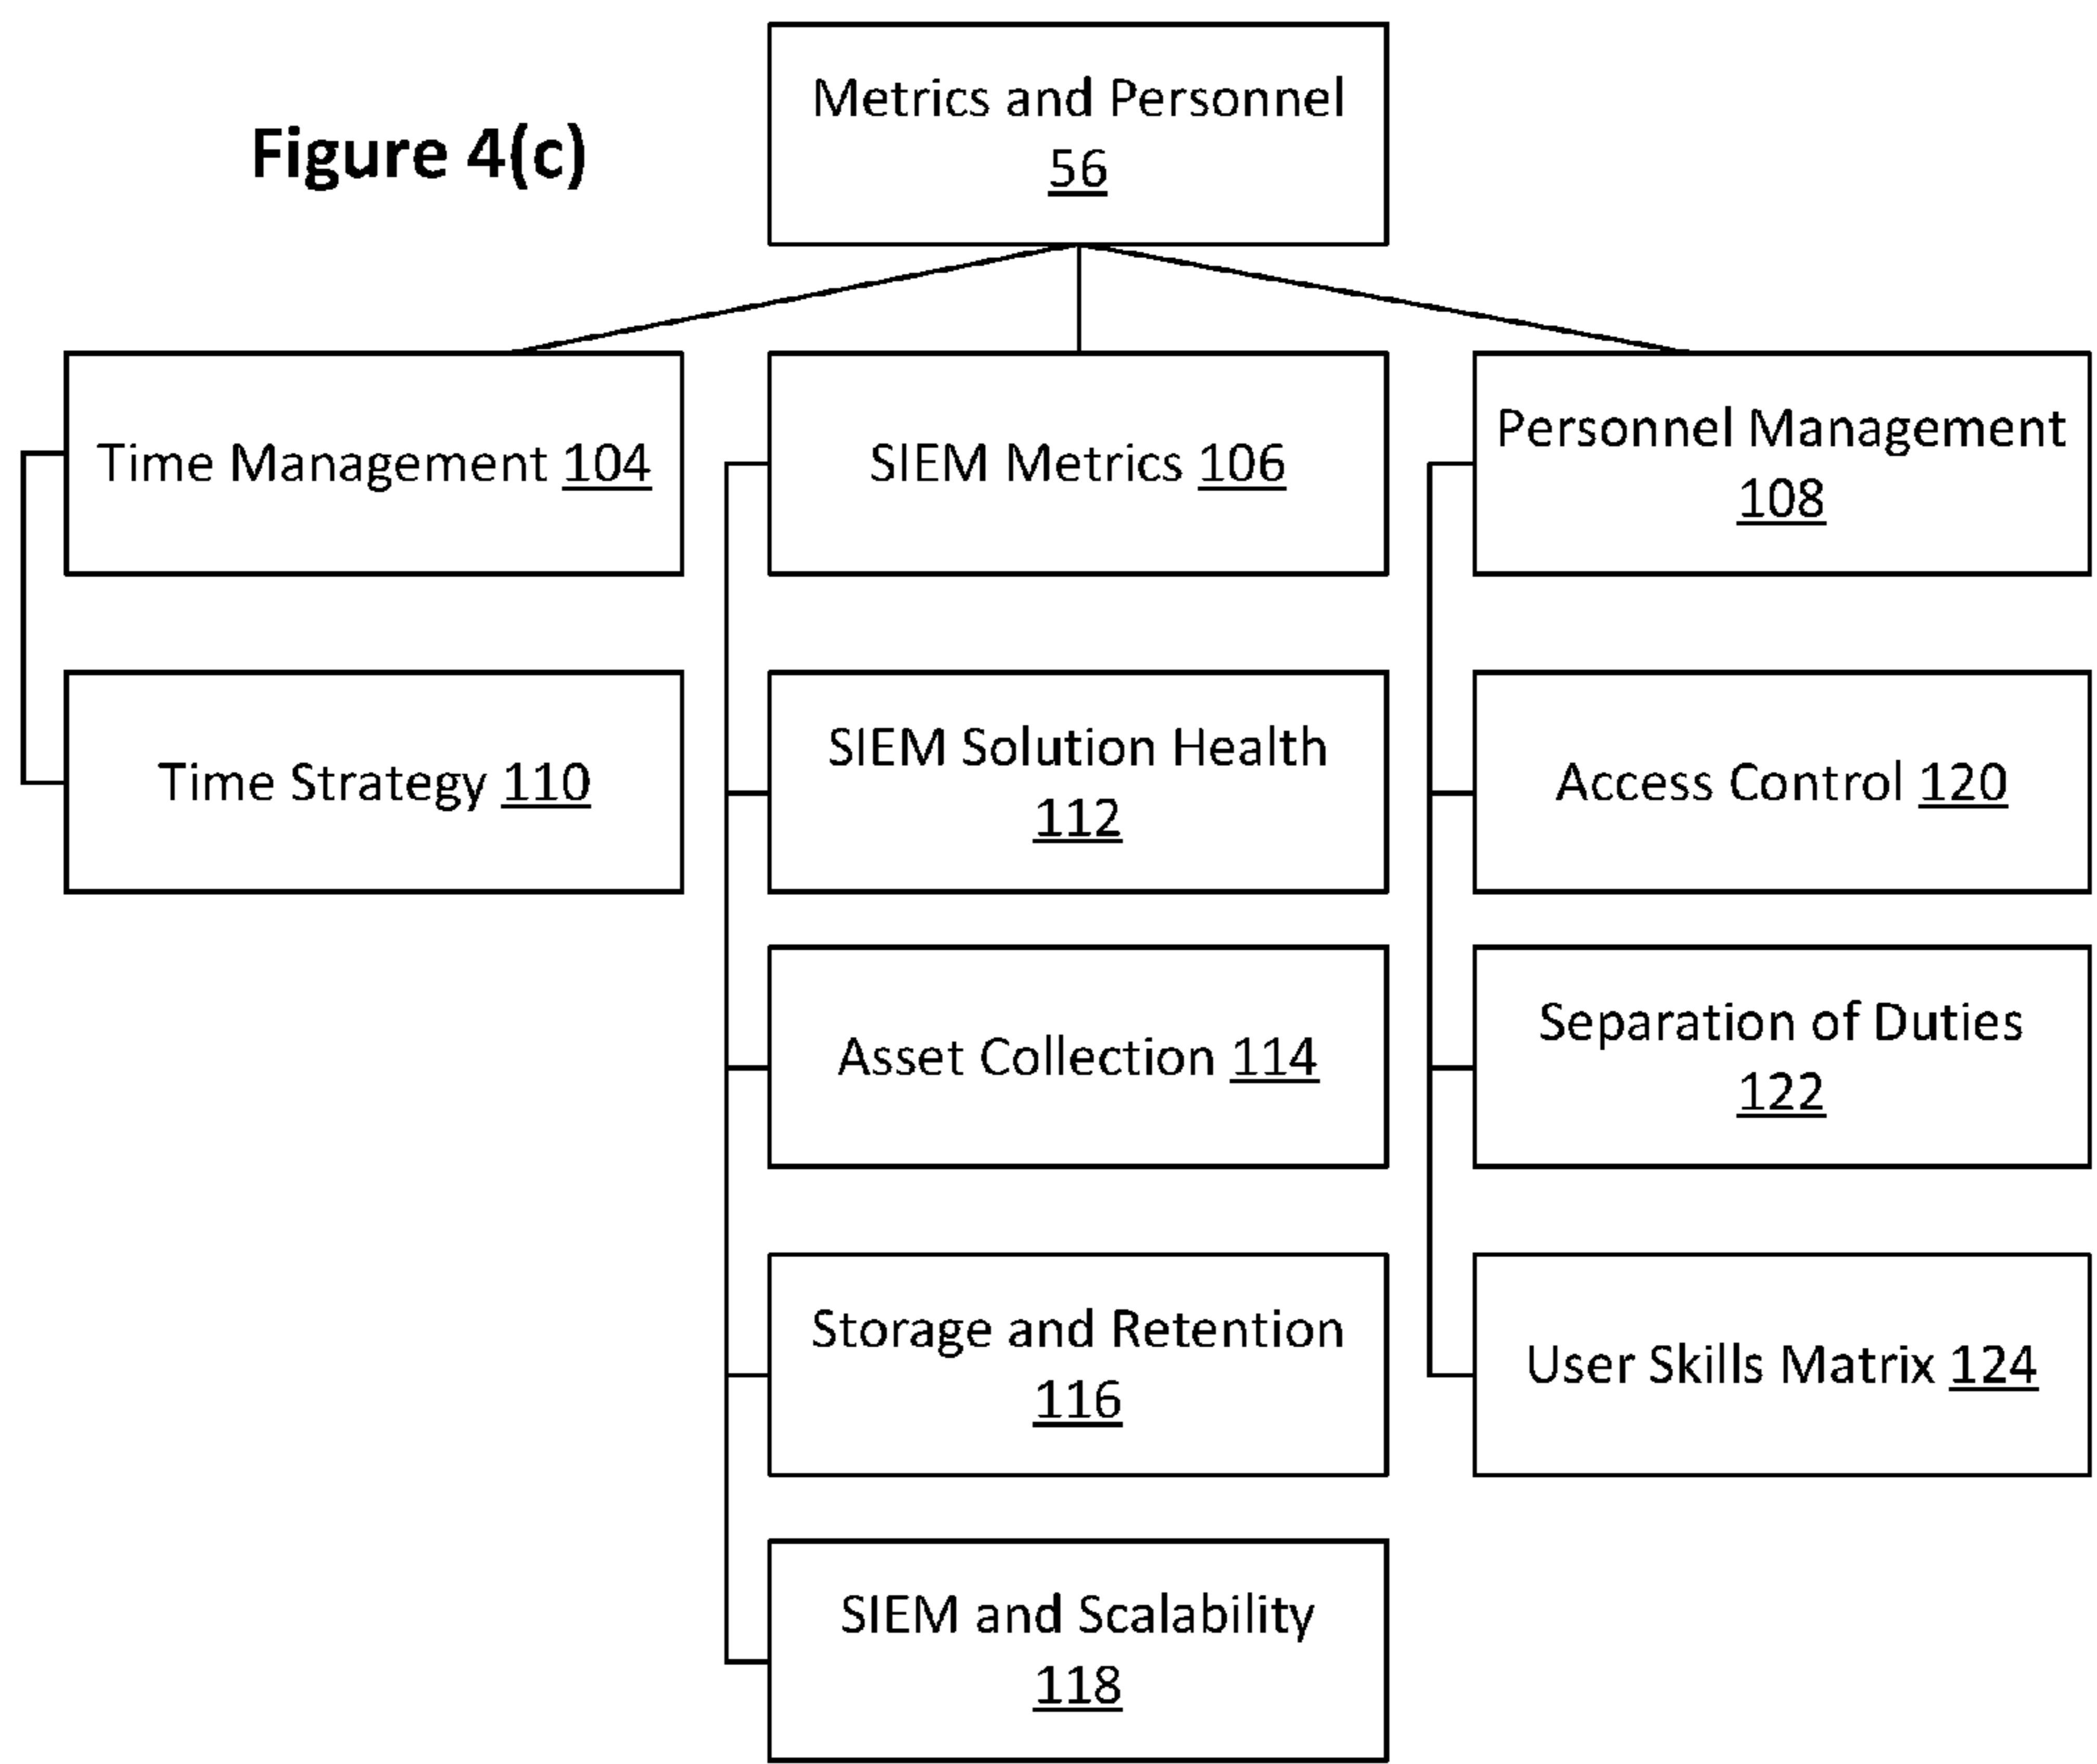 Figure 4(c)
Metrics and Personnel
56
Time Management 104
SIEM Metrics 106
Personnel Management
108
Time Strategy 110
SIEM Solution Health
112
Access Control 120
Asset Collection 114
Separation of Duties
122
Storage and Retention
116
User Skills Matrix 124
SIEM and Scalability
118